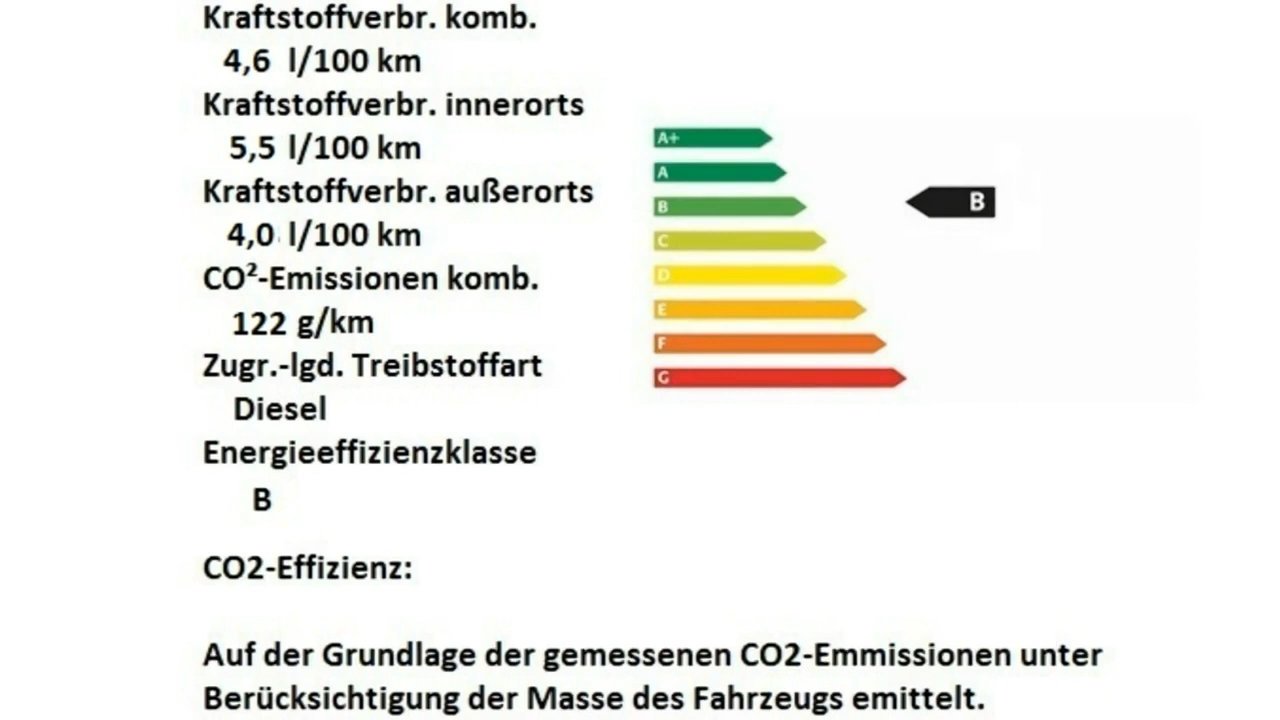 Kraftstoffverbr. komb.
4,6 l/100 km
Kraftstoffverbr. innerorts
5,5 l/100 km
Kraftstoffverbr. außerorts
4,0 l/100 km
CO²-Emissionen komb.
122 g/km
Zugr.-lgd. Treibstoffart
Diesel
Energieeffizienzklasse
B
A+
A
B
B
C
D
E
F
G
CO2-Effizienz:
Auf der Grundlage der gemessenen CO2-Emmissionen unter
Berücksichtigung der Masse des Fahrzeugs emittelt.